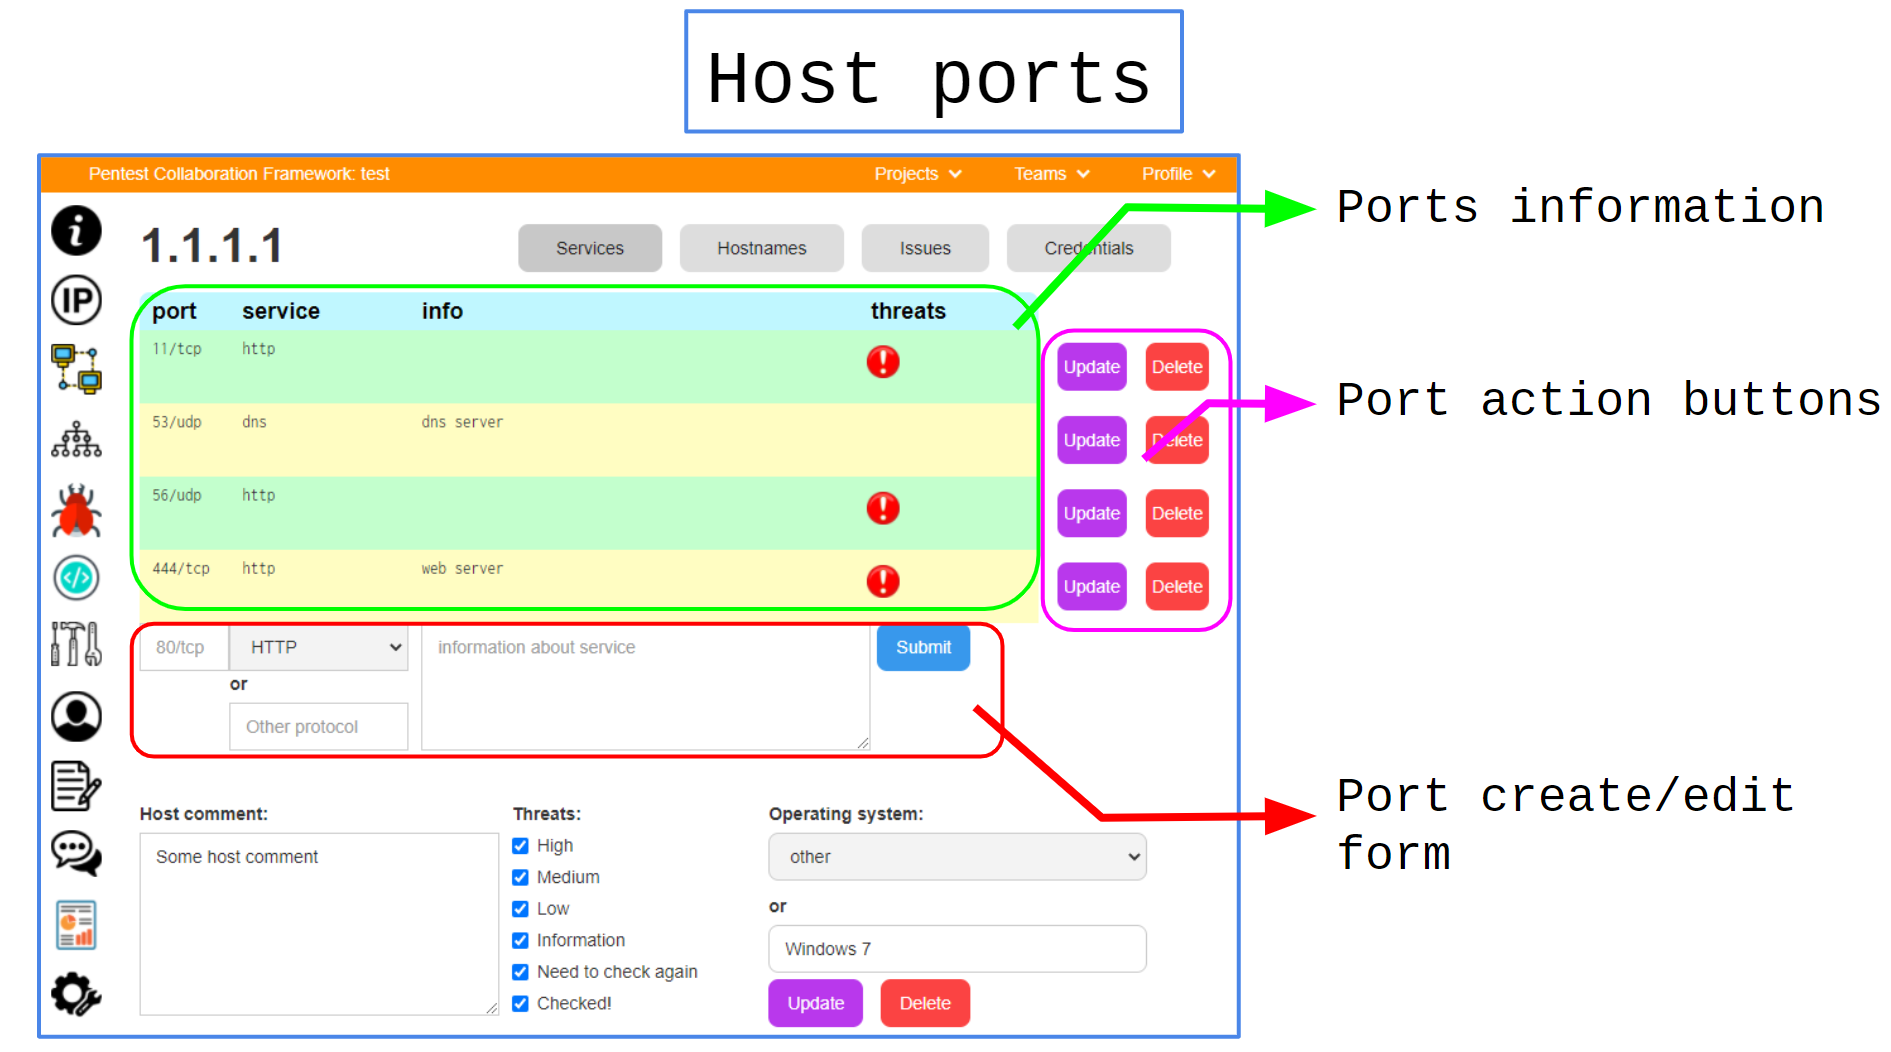 Host ports
Pentest Collaboration Framework: test Projects Teams Profile
1.1.1.1 Services Hostnames Issues Credentials
Ports information
port service info threats
11/tcp http Update Delete
Port action buttons
53/udp dns dns server Update Delete
56/udp http Update Delete
444/tcp http web server Update Delete
80/tcp HTTP information about service Submit
or
Other protocol
Port create/edit
form
Host comment: Threats: Operating system:
Some host comment High other
Medium
Low or
Information Windows 7
Need to check again
Checked! Update Delete
i
IP
</>